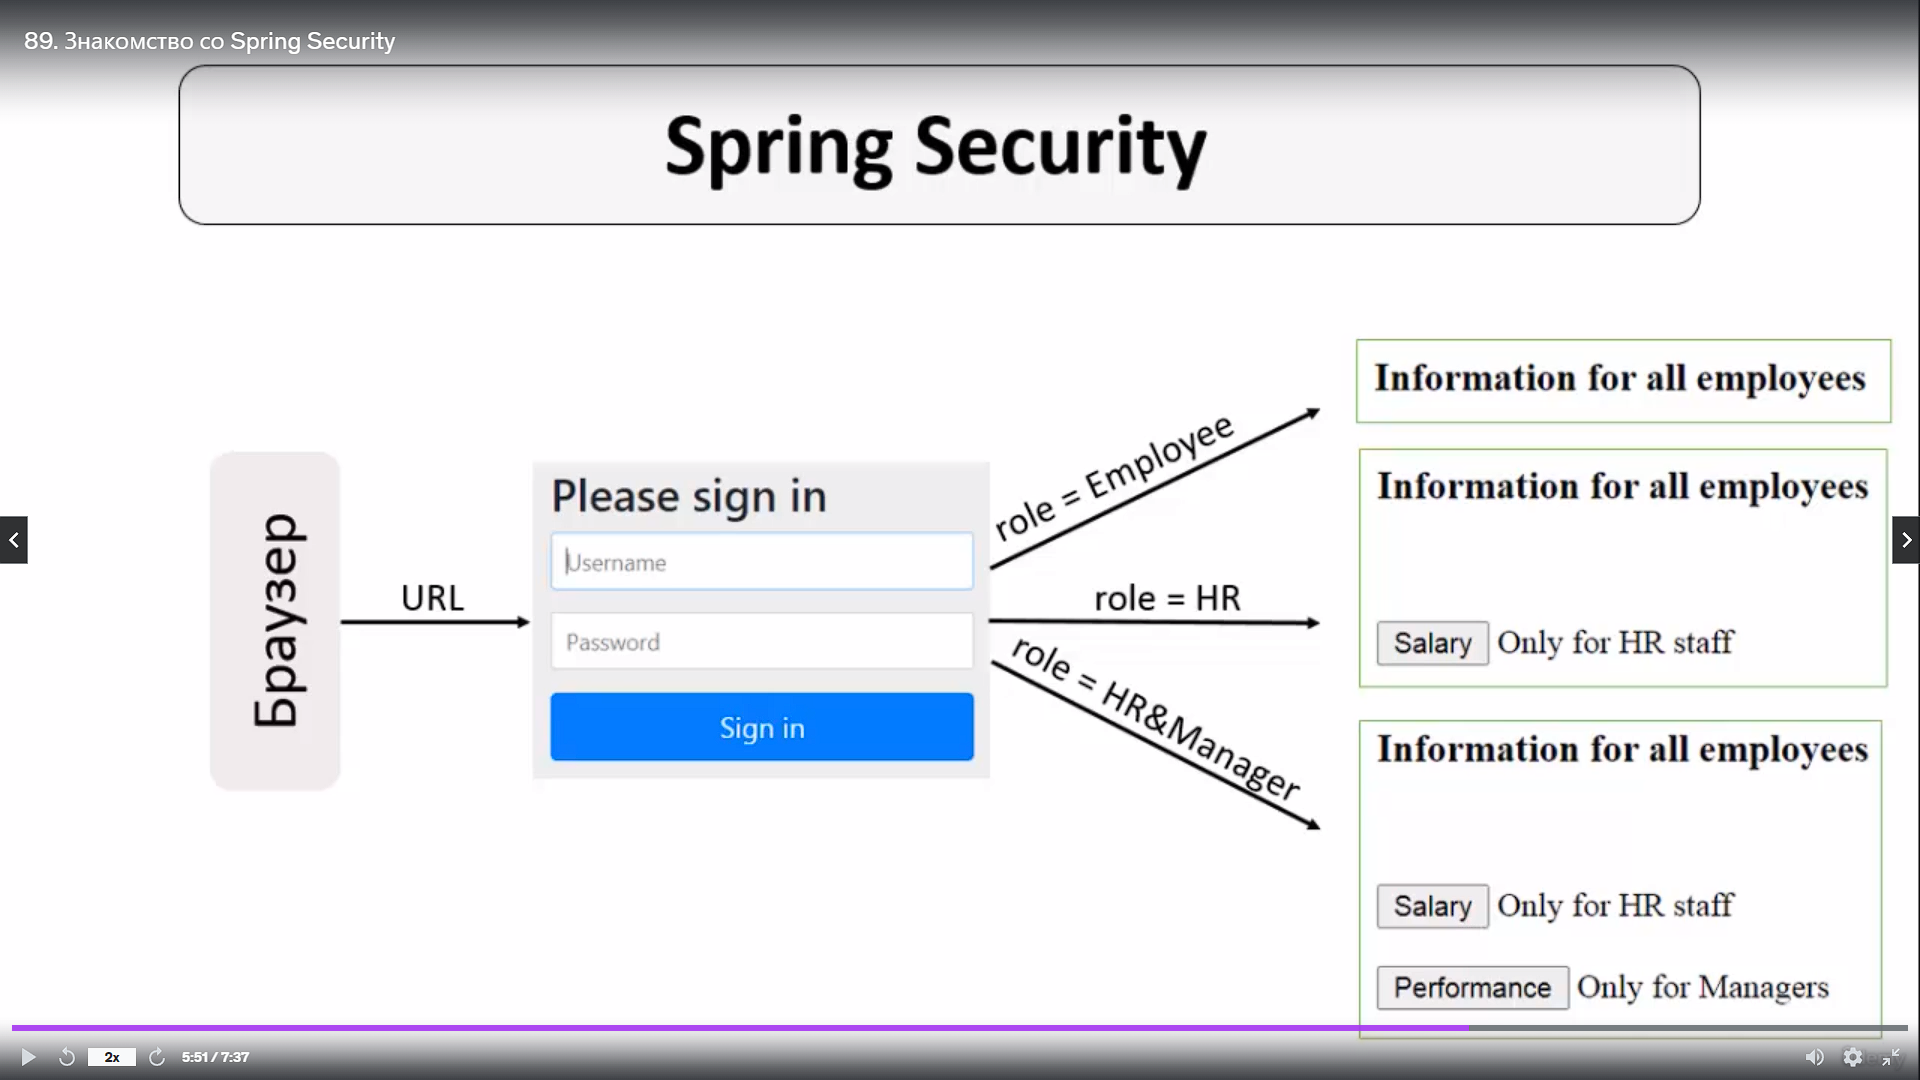 89. Знакомство со Spring Security
Spring Security
Браузер
URL
Please sign in
Username
Password
Sign in
role = Employee
role = HR
role = HR&Manager
Information for all employees
Information for all employees
Salary Only for HR staff
Information for all employees
Salary Only for HR staff
Performance Only for Managers
2x
5:51 / 7:37